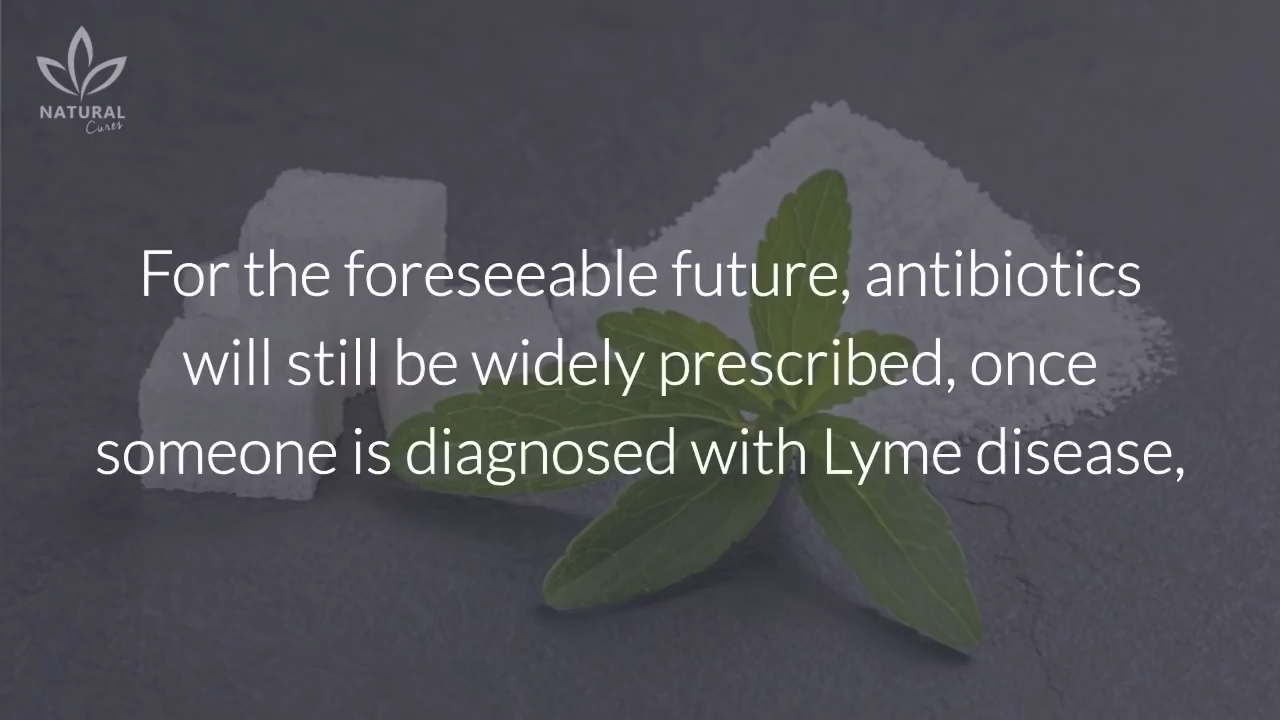 NATURAL
Cures
For the foreseeable future, antibiotics
will still be widely prescribed, once
someone is diagnosed with Lyme disease,